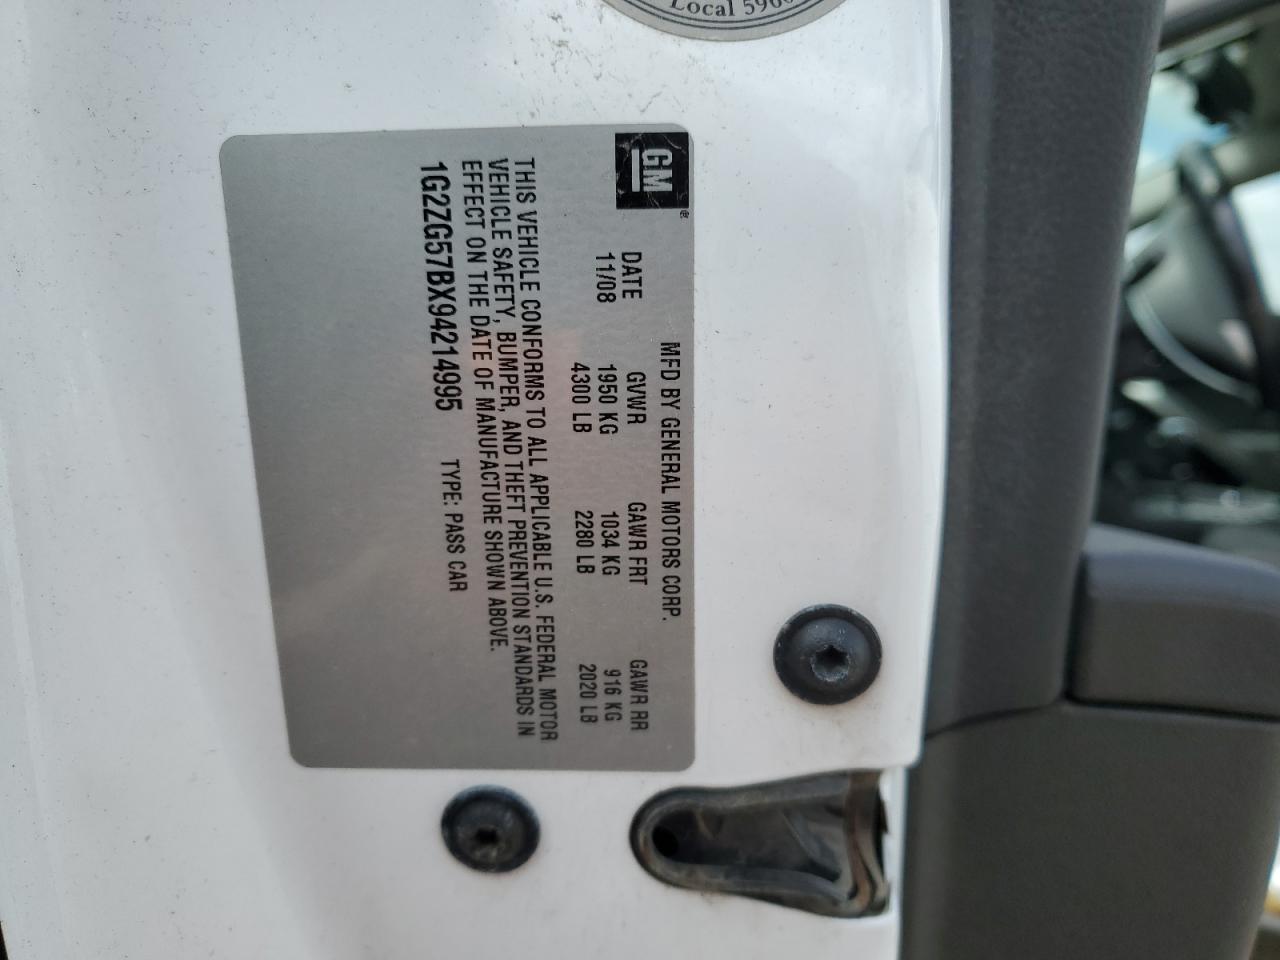 Local 5960
GM®
MFD BY GENERAL MOTORS CORP.
DATE GVWR GAWR FRT GAWR RR
11/08 1950 KG 1034 KG 916 KG
4300 LB 2280 LB 2020 LB
THIS VEHICLE CONFORMS TO ALL APPLICABLE U.S. FEDERAL MOTOR
VEHICLE SAFETY, BUMPER, AND THEFT PREVENTION STANDARDS IN
EFFECT ON THE DATE OF MANUFACTURE SHOWN ABOVE.
1G2ZG57BX94214995 TYPE: PASS CAR